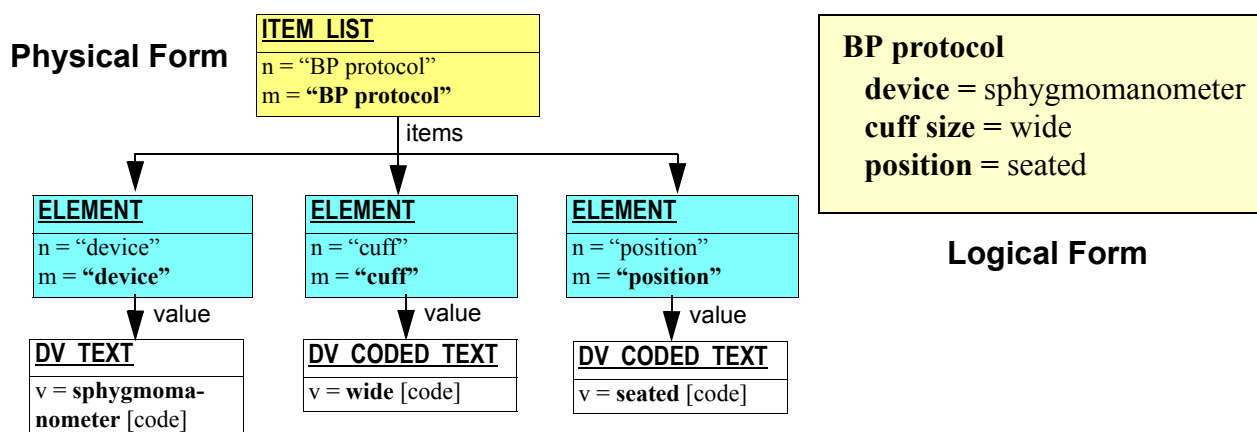 Physical Form
ITEM_LIST
n = “BP protocol”
m = “BP protocol”
items
ELEMENT
n = “device”
m = “device”
value
DV_TEXT
v = sphygmoma-
nometer [code]
ELEMENT
n = “cuff”
m = “cuff”
value
DV_CODED_TEXT
v = wide [code]
ELEMENT
n = “position”
m = “position”
value
DV_CODED_TEXT
v = seated [code]
BP protocol
device = sphygmomanometer
cuff size = wide
position = seated
Logical Form